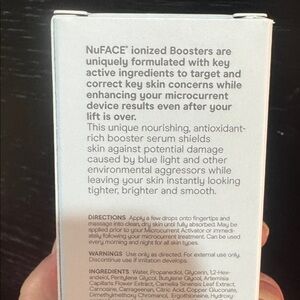 NuFACE® ionized Boosters are
uniquely formulated with key
active ingredients to target and
correct key skin concerns while
enhancing your microcurrent
device results even after your
lift is over.
This unique nourishing, antioxidant-
rich booster serum shields
skin against potential damage
caused by blue light and other
environmental aggressors while
leaving your skin instantly looking
tighter, brighter and smooth.
DIRECTIONS Apply a few drops onto fingertips and
massage into clean, dry skin until fully absorbed. May be
applied prior to your Microcurrent Activator or immedi-
ately following your microcurrent treatment. Can be used
every morning and night for all skin types.
WARNINGS Use as directed only. For external use only.
Discontinue use if irritation develops.
INGREDIENTS Water, Propanediol, Glycerin, 1,2-Hex-
anediol, Pentylene Glycol, Butylene Glycol, Artemisia
Capillaris Flower Extract, Camellia Sinensis Leaf Extract,
Carnosine, Carrageenan, Citric Acid, Copper Gluconate,
Dimethylmethoxy Chromanol, Ergothioneine, Hydroxy